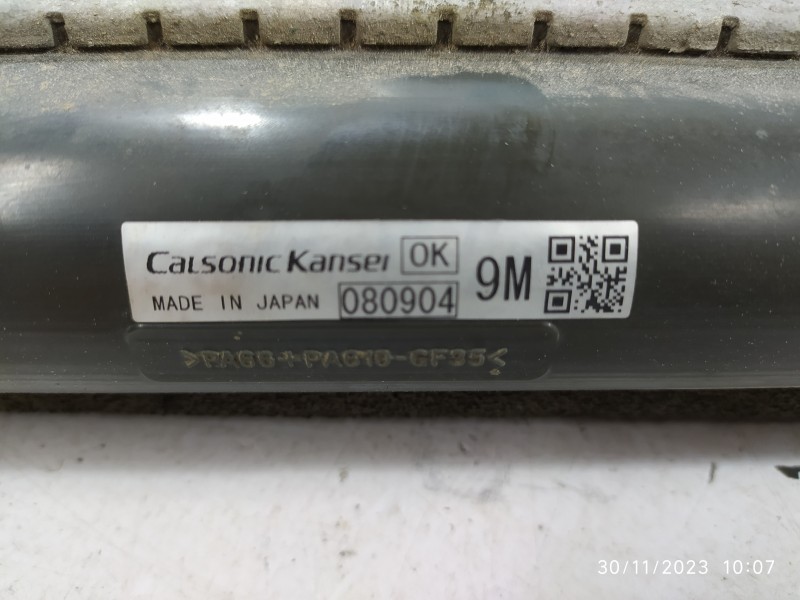 CALSONIC KANSEI OK 9M
MADE IN JAPAN 080904
>PA66+PA610-GF35<
30/11/2023 10:07